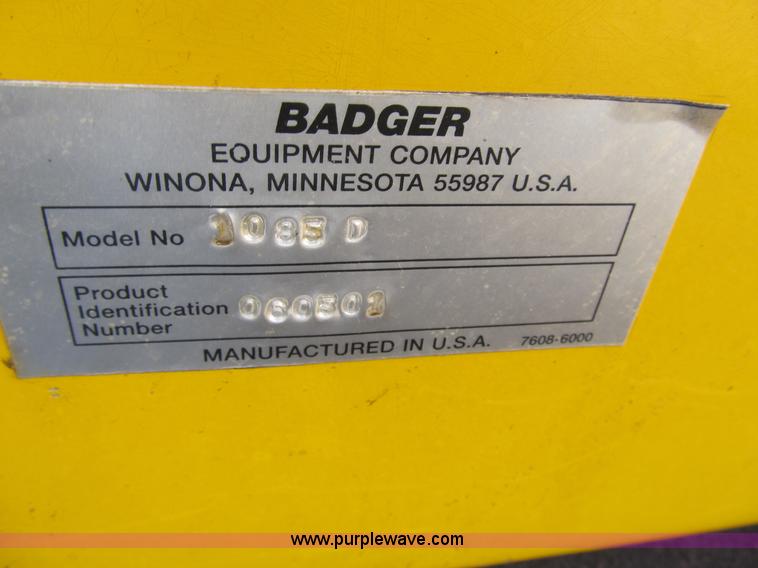 BADGER
EQUIPMENT COMPANY
WINONA, MINNESOTA 55987 U.S.A.
Model No 1085 D
Product
Identification 060501
Number
MANUFACTURED IN U.S.A. 7608-6000
www.purplewave.com